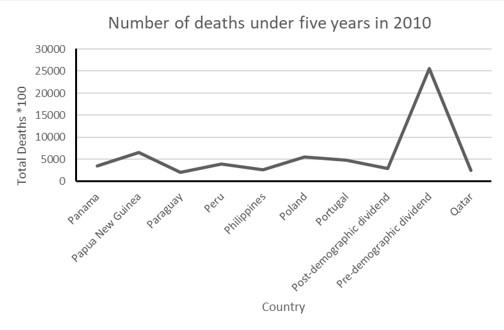 Number of deaths under five years in 2010
Total Deaths *100
30000
25000
20000
15000
10000
5000
0
Panama
Papua New Guinea
Paraguay
Peru
Philippines
Poland
Portugal
Post-demographic dividend
Pre-demographic dividend
Qatar
Country